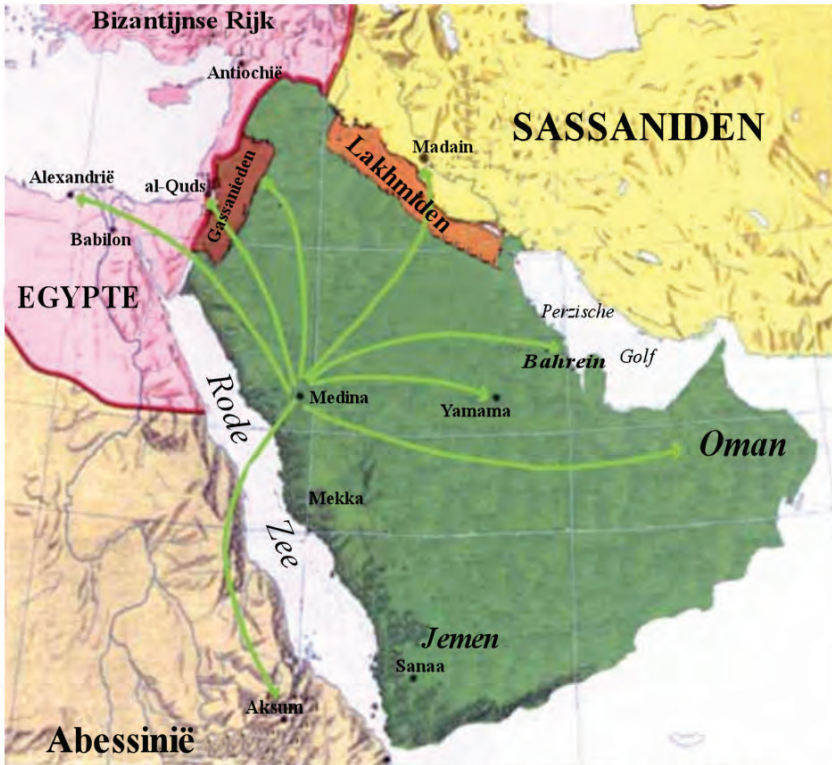 Bizantijnse Rijk
Antiochië
SASSANIDEN
Madain
Alexandrië
al-Quds
Gassanieden
Lakhmiden
Babilon
EGYPTE
Perzische
Golf
Bahrein
Rode
Zee
Medina
Yamama
Oman
Mekka
Jemen
Sanaa
Aksum
Abessinië